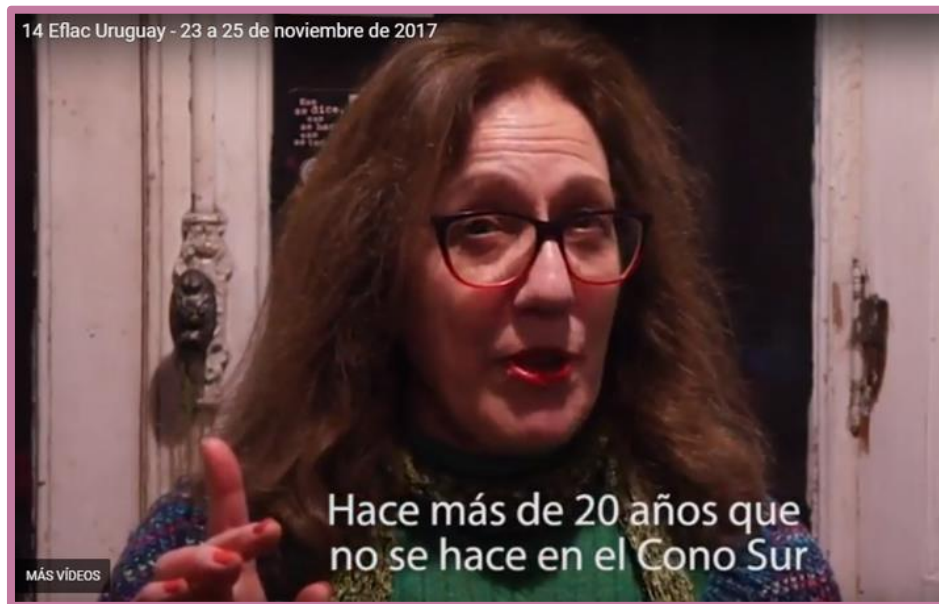 14 Eflac Uruguay - 23 a 25 de noviembre de 2017
Hace más de 20 años que
no se hace en el Cono Sur
MÁS VÍDEOS